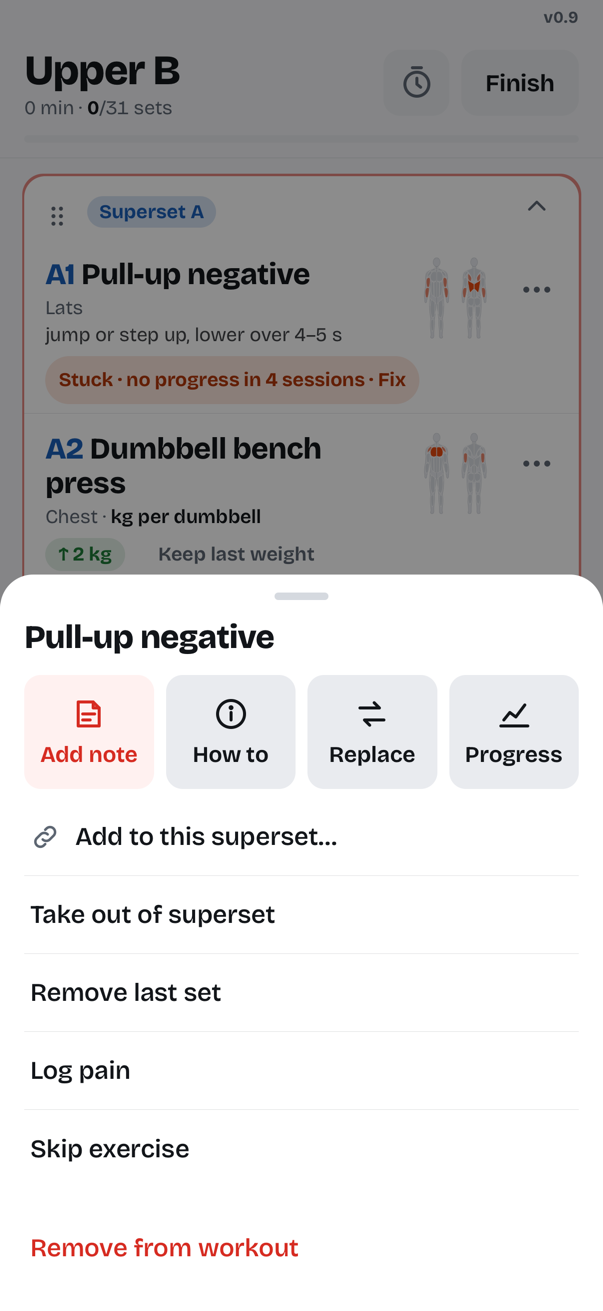 v0.9
Upper B
0 min · 0/31 sets
Finish
Superset A
A1 Pull-up negative
Lats
jump or step up, lower over 4–5 s
Stuck · no progress in 4 sessions · Fix
A2 Dumbbell bench
press
Chest · kg per dumbbell
↑2 kg Keep last weight
Pull-up negative
Add note How to Replace Progress
Add to this superset...
Take out of superset
Remove last set
Log pain
Skip exercise
Remove from workout